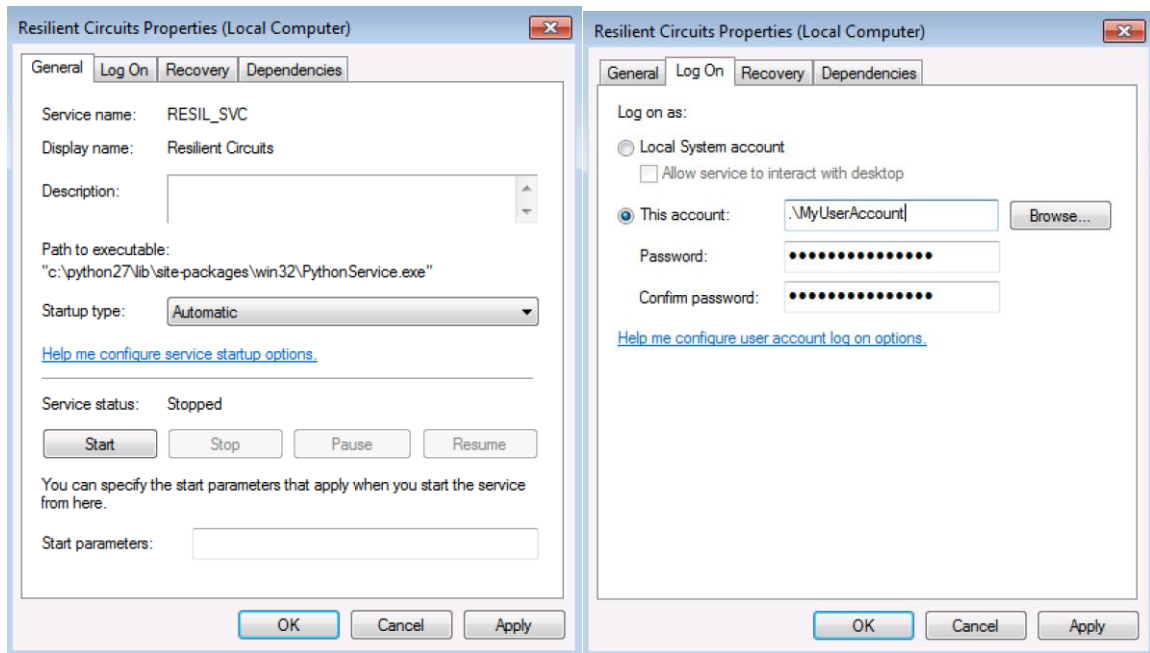 Resilient Circuits Properties (Local Computer)
General Log On Recovery Dependencies
Service name: RESIL_SVC
Display name: Resilient Circuits
Description:
Path to executable:
"c:\python27\lib\site-packages\win32\PythonService.exe"
Startup type: Automatic
Help me configure service startup options.
Service status: Stopped
Start Stop Pause Resume
You can specify the start parameters that apply when you start the service
from here.
Start parameters:
OK Cancel Apply
Resilient Circuits Properties (Local Computer)
General Log On Recovery Dependencies
Log on as:
Local System account
Allow service to interact with desktop
This account: .\MyUserAccount Browse...
Password: ●●●●●●●●●●●●●●●
Confirm password: ●●●●●●●●●●●●●●●
Help me configure user account log on options.
OK Cancel Apply